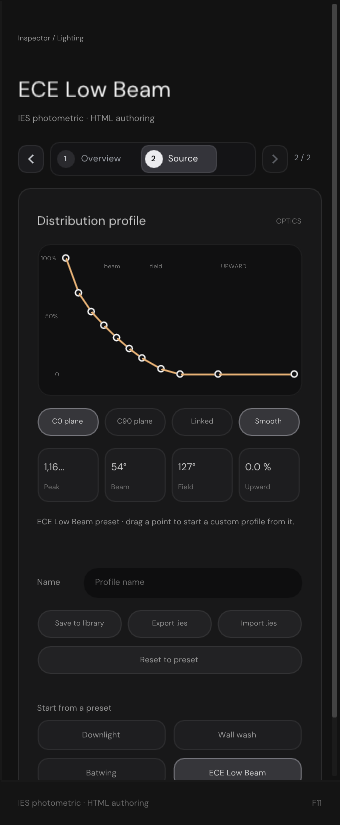 Inspector / Lighting
ECE Low Beam
IES photometric · HTML authoring
1 Overview 2 Source 2 / 2
Distribution profile OPTICS
100% beam field UPWARD
50%
0
C0 plane C90 plane Linked Smooth
1,16... 54° 127° 0.0 %
Peak Beam Field Upward
ECE Low Beam preset · drag a point to start a custom profile from it.
Name Profile name
Save to library Export .ies Import .ies
Reset to preset
Start from a preset
Downlight Wall wash
Batwing ECE Low Beam
IES photometric · HTML authoring F11